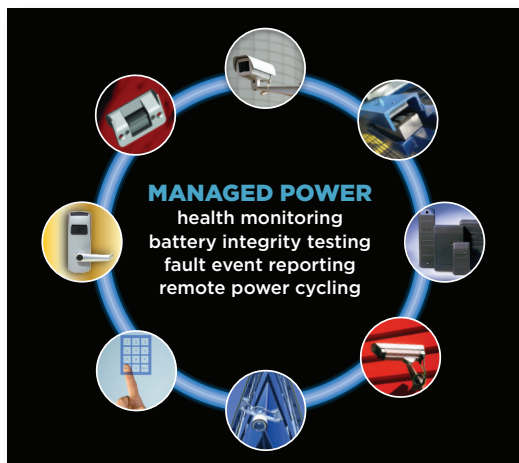 MANAGED POWER
health monitoring
battery integrity testing
fault event reporting
remote power cycling